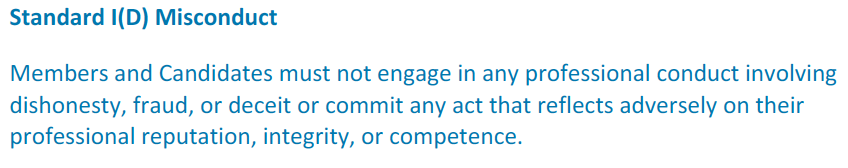 Standard I(D) Misconduct
Members and Candidates must not engage in any professional conduct involving
dishonesty, fraud, or deceit or commit any act that reflects adversely on their
professional reputation, integrity, or competence.